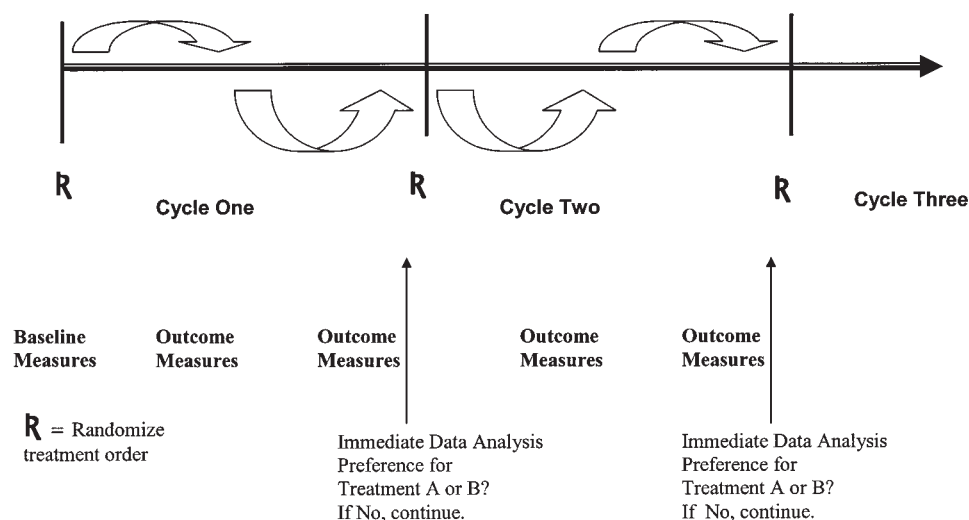 R
R
R
Cycle One
Cycle Two
Cycle Three
Baseline
Measures
Outcome
Measures
Outcome
Measures
Outcome
Measures
Outcome
Measures
R = Randomize
treatment order
Immediate Data Analysis
Preference for
Treatment A or B?
If No, continue.
Immediate Data Analysis
Preference for
Treatment A or B?
If No, continue.